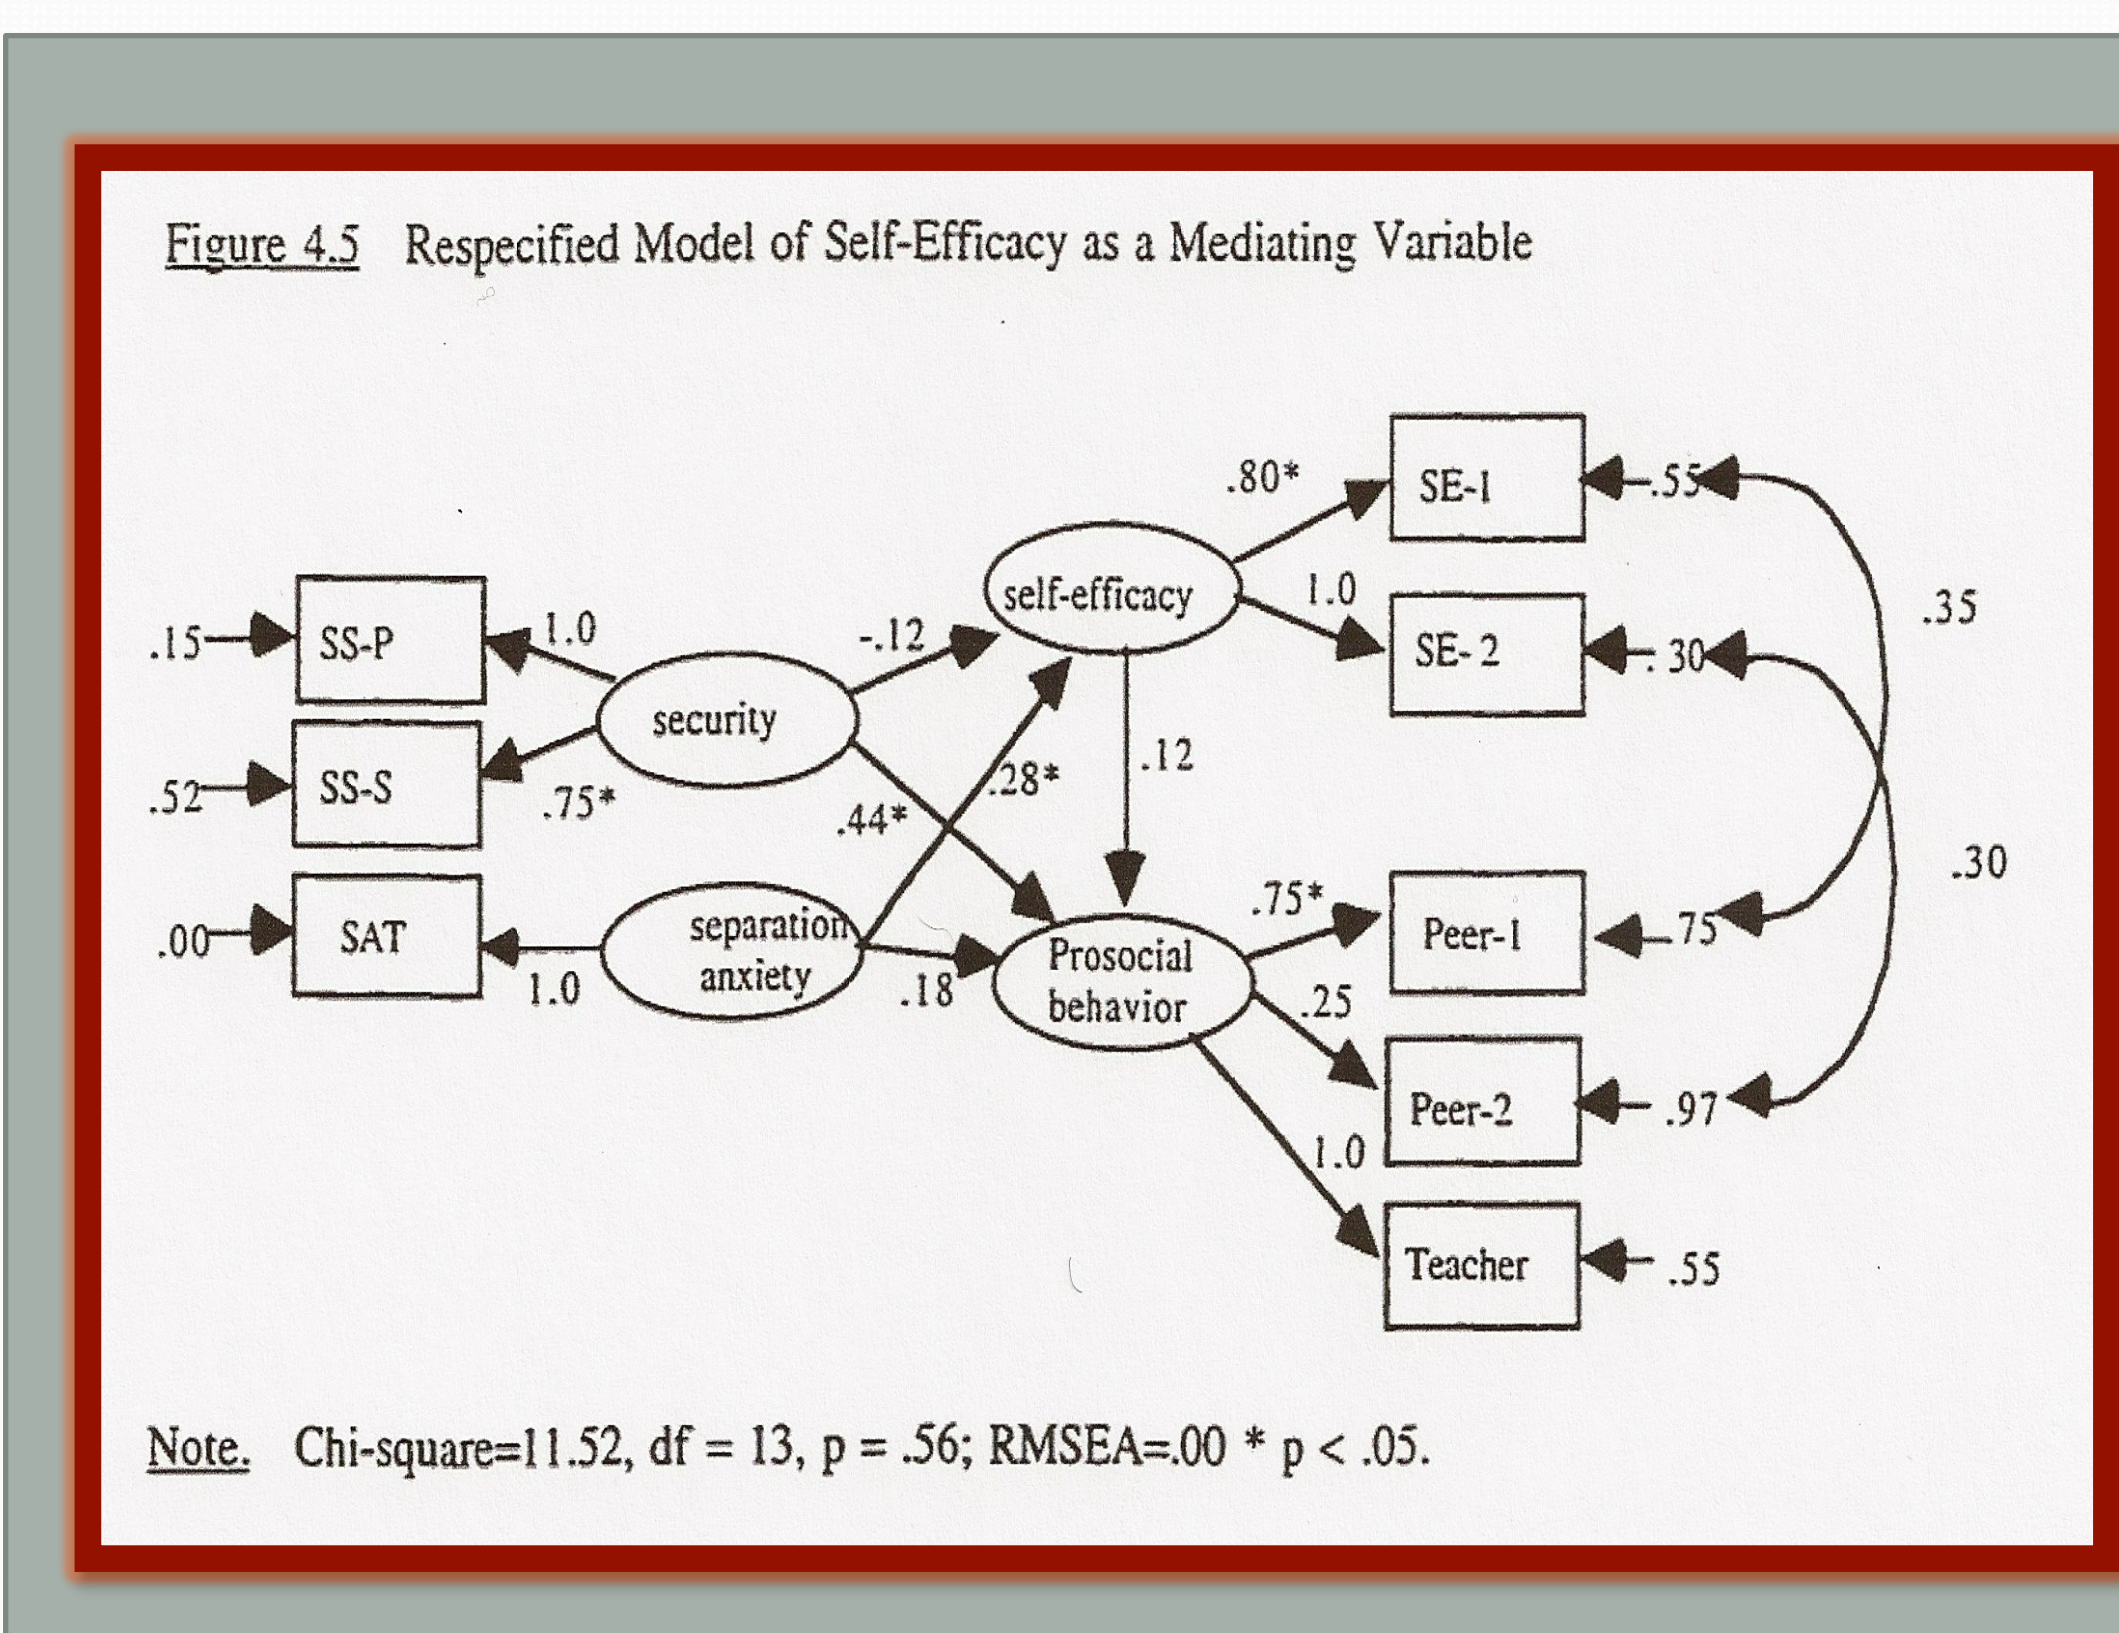 Figure 4.5 Respecified Model of Self-Efficacy as a Mediating Variable
.80*
SE-1
.55
.35
self-efficacy
1.0
SE-2
.30
.15
SS-P
1.0
-.12
security
.52
SS-S
.75*
.44*
.28*
.12
.30
.00
SAT
1.0
separation
anxiety
.18
Prosocial
behavior
.75*
Peer-1
.75
.25
Peer-2
.97
1.0
Teacher
.55
Note. Chi-square=11.52, df = 13, p = .56; RMSEA=.00 * p < .05.